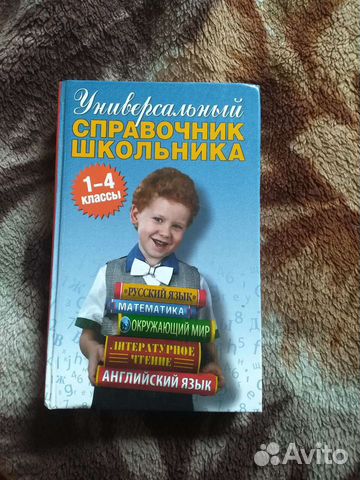 Универсальный
СПРАВОЧНИК
ШКОЛЬНИКА
1–4
КЛАССЫ
РУССКИЙ ЯЗЫК
МАТЕМАТИКА
ОКРУЖАЮЩИЙ МИР
ЛИТЕРАТУРНОЕ
ЧТЕНИЕ
АНГЛИЙСКИЙ ЯЗЫК
Avito